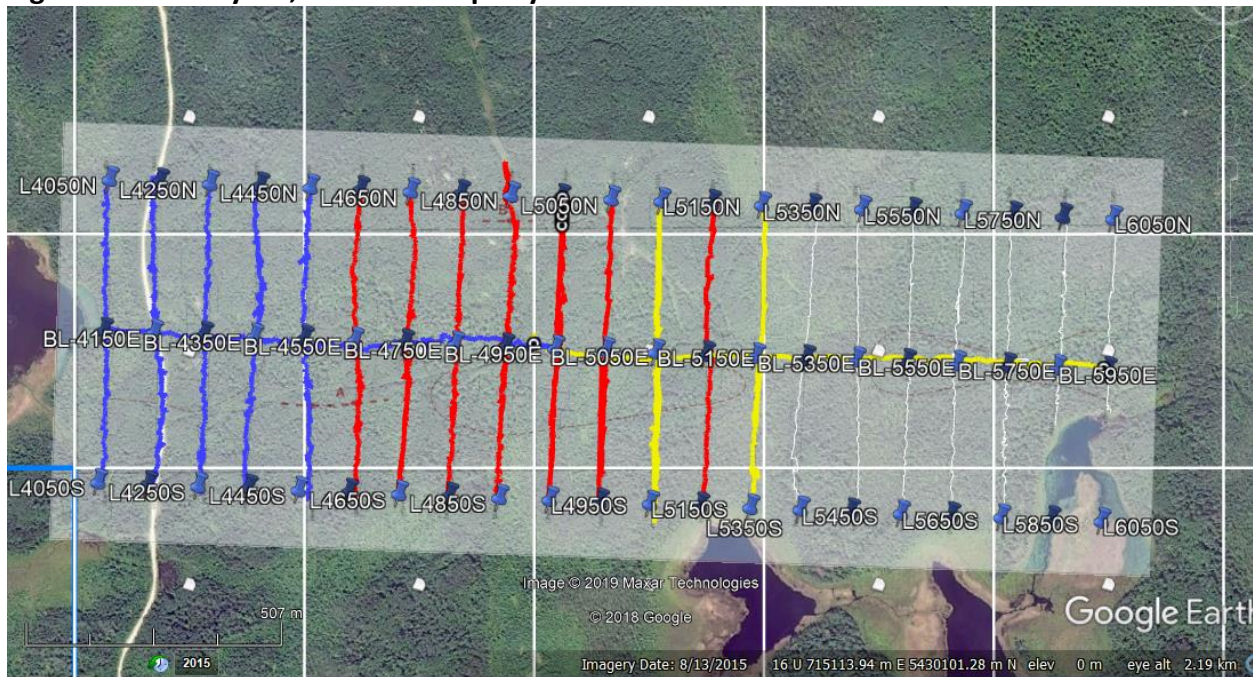 L4050N L4250N L4450N L4650N L4850N L5050N L5150N L5350N L5550N L5750N L6050N
BL-4150E BL-4350E BL-4550E BL-4750E BL-4950E BL-5050E BL-5150E BL-5350E BL-5550E BL-5750E BL-5950E
A
L4050S L4250S L4450S L4650S L4850S L4950S L5150S L5350S L5450S L5650S L5850S L6050S
Image © 2019 Maxar Technologies
© 2018 Google
507 m
Google Earth
2015
Imagery Date: 8/13/2015 16 U 715113.94 m E 5430101.28 m N elev 0 m eye alt 2.19 km